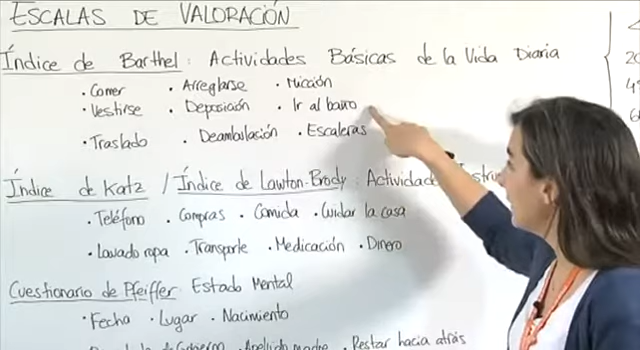 ESCALAS DE VALORACIÓN
Índice de Barthel: Actividades Básicas de la Vida Diaria
· Comer · Arreglarse · Micción
· Vestirse · Deposición · Ir al baño
· Traslado · Deambulación · Escaleras
Índice de Katz / Índice de Lawton-Brody: Actividad
· Teléfono · Compras · Comida · Cuidar la casa
· Lavado ropa · Transporte · Medicación · Dinero
Cuestionario de Pfeiffer: Estado Mental
· Fecha · Lugar · Nacimiento
· Apellido madre · Restar hacia atrás